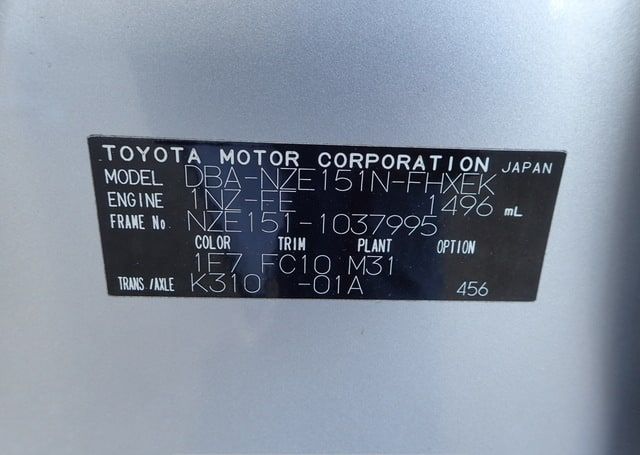 TOYOTA MOTOR CORPORATION JAPAN
MODEL DBA-NZE151N-FHXEK
ENGINE 1NZ-FE 1496 mL
FRAME No NZE151-1037995
COLOR TRIM PLANT OPTION
1F7 FC10 M31
TRANS./AXLE K310 -01A 456